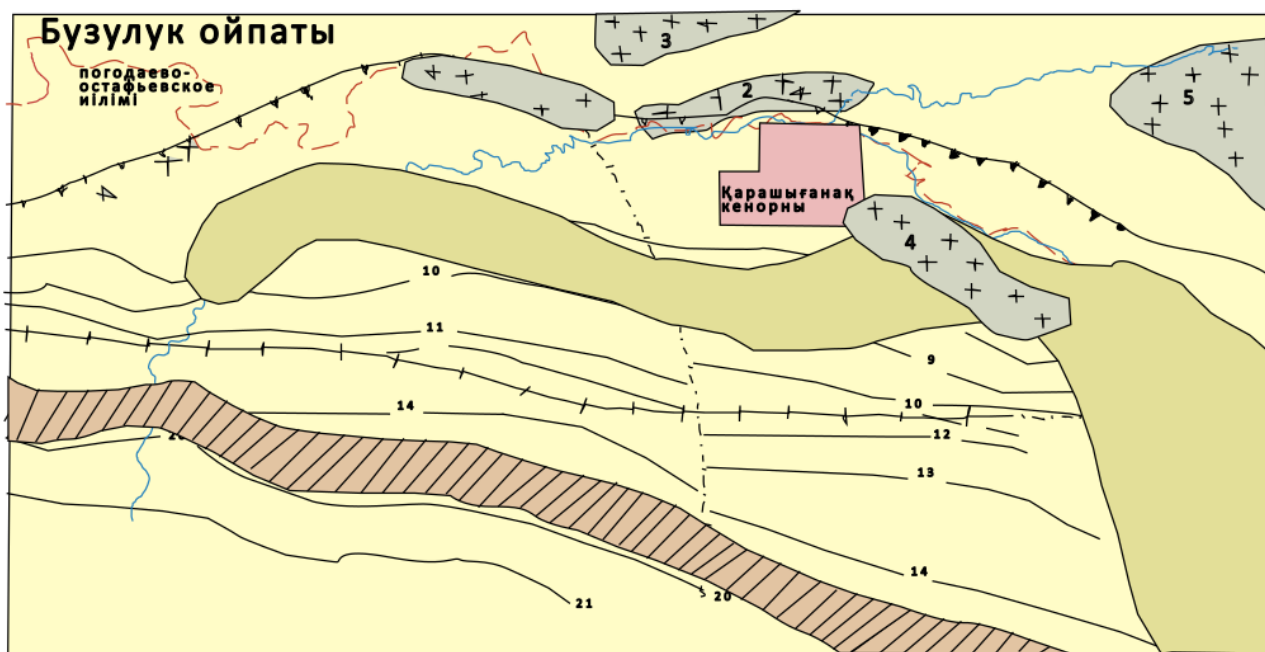 Бузулук ойпаты
погодаево-
остафьевское
иілімі
3
2
5
Қарашығанақ
кенорны
4
10
11
9
10
14
12
13
14
20
21